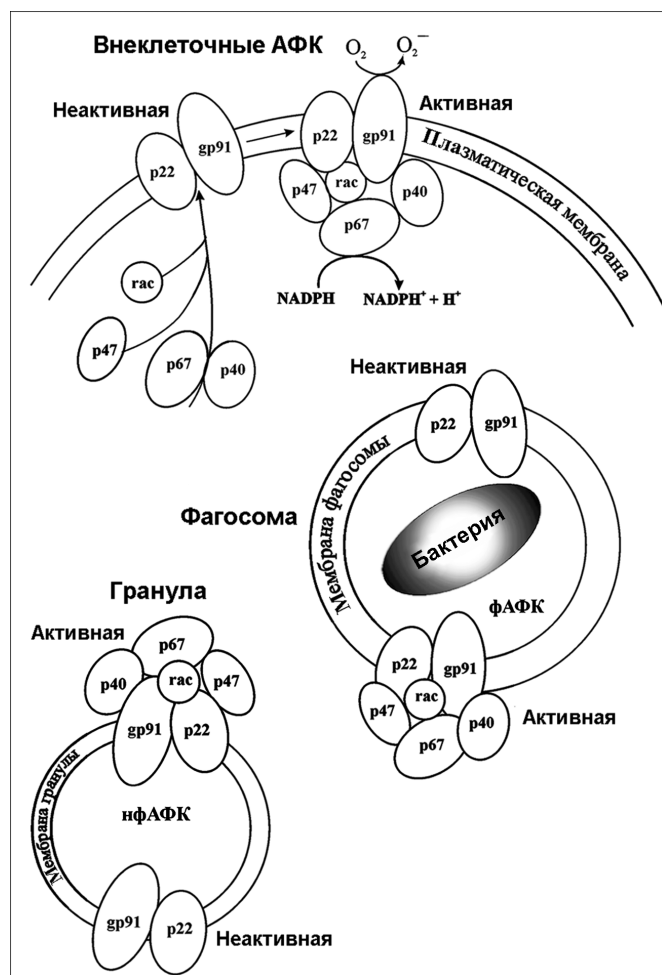 Внеклеточные АФК
O₂ O₂⁻
Неактивная
Активная
p22
gp91
p22
gp91
Плазматическая мембрана
p47
rac
p40
p67
rac
NADPH NADPH⁺ + H⁺
p47
p67
p40
Неактивная
p22
gp91
Мембрана фагосомы
Фагосома
Бактерия
фАФК
p22
gp91
p47
rac
p40
p67
Активная
Гранула
Активная
p67
p40
rac
p47
gp91
p22
Мембрана гранулы
нфАФК
gp91
p22
Неактивная